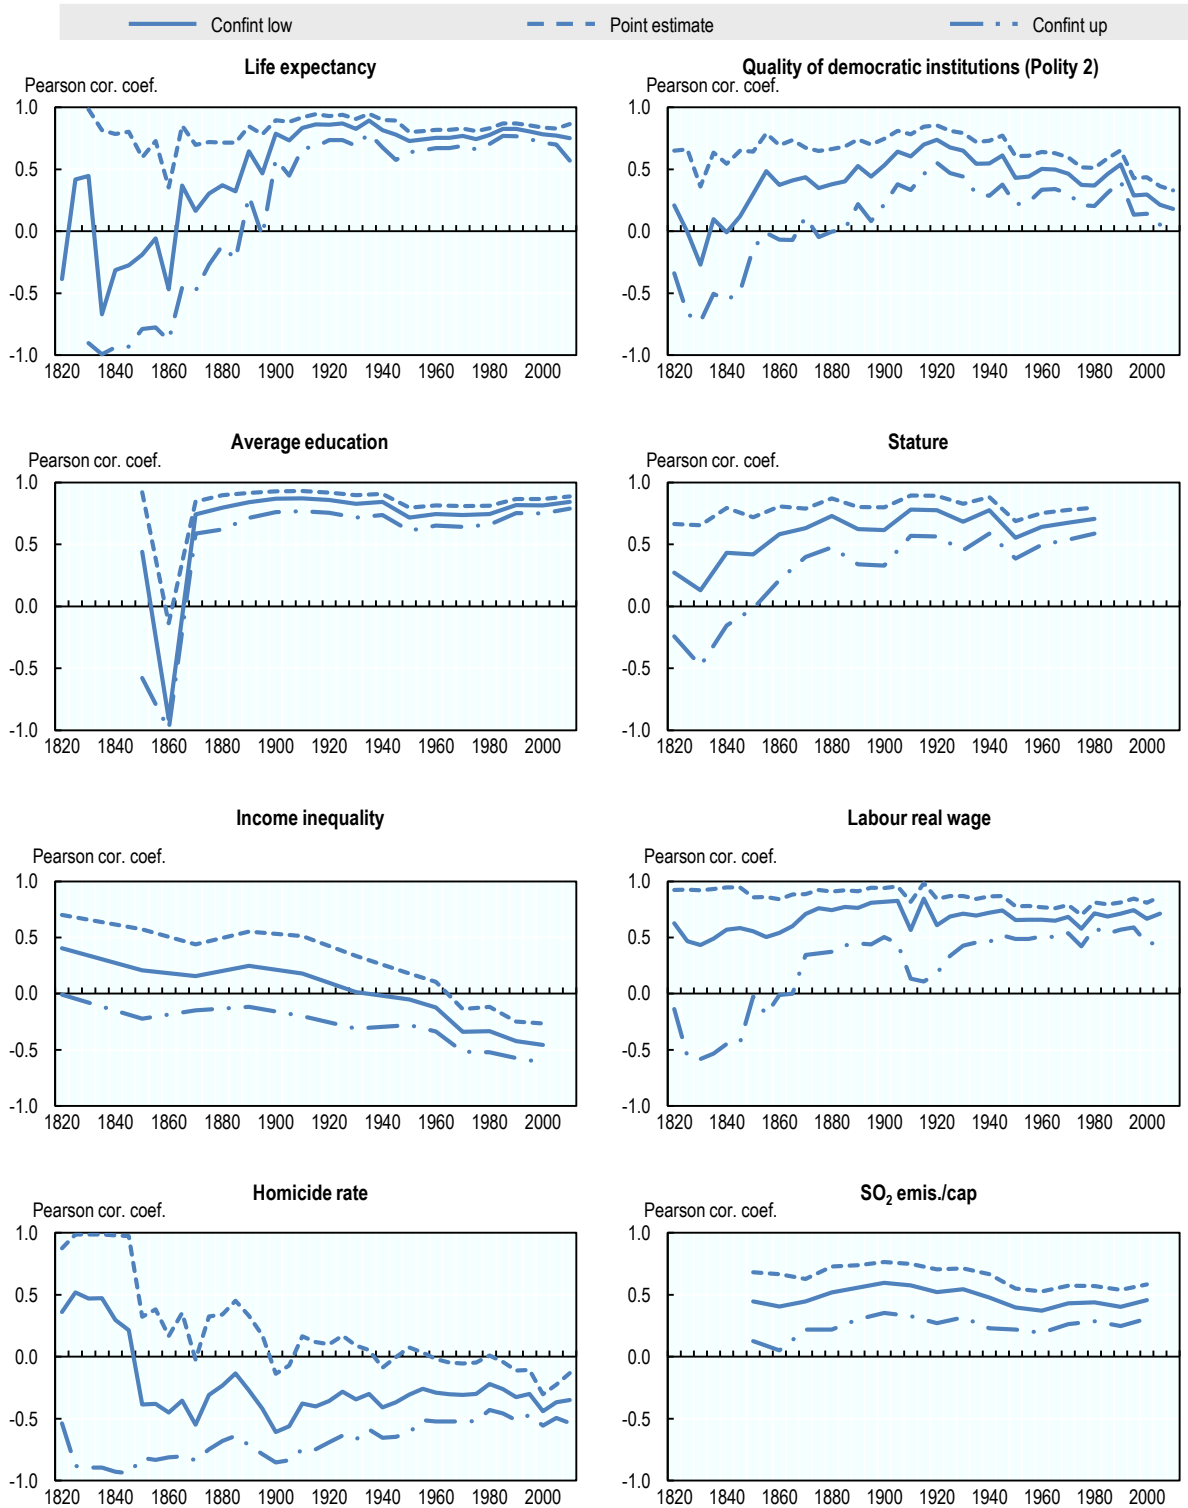 Confint low Point estimate Confint up
Life expectancy
Pearson cor. coef.
1.0
0.5
0.0
-0.5
-1.0
1820 1840 1860 1880 1900 1920 1940 1960 1980 2000
Quality of democratic institutions (Polity 2)
Pearson cor. coef.
1.0
0.5
0.0
-0.5
-1.0
1820 1840 1860 1880 1900 1920 1940 1960 1980 2000
Average education
Pearson cor. coef.
1.0
0.5
0.0
-0.5
-1.0
1820 1840 1860 1880 1900 1920 1940 1960 1980 2000
Stature
Pearson cor. coef.
1.0
0.5
0.0
-0.5
-1.0
1820 1840 1860 1880 1900 1920 1940 1960 1980 2000
Income inequality
Pearson cor. coef.
1.0
0.5
0.0
-0.5
-1.0
1820 1840 1860 1880 1900 1920 1940 1960 1980 2000
Labour real wage
Pearson cor. coef.
1.0
0.5
0.0
-0.5
-1.0
1820 1840 1860 1880 1900 1920 1940 1960 1980 2000
Homicide rate
Pearson cor. coef.
1.0
0.5
0.0
-0.5
-1.0
1820 1840 1860 1880 1900 1920 1940 1960 1980 2000
SO2 emis./cap
Pearson cor. coef.
1.0
0.5
0.0
-0.5
-1.0
1820 1840 1860 1880 1900 1920 1940 1960 1980 2000